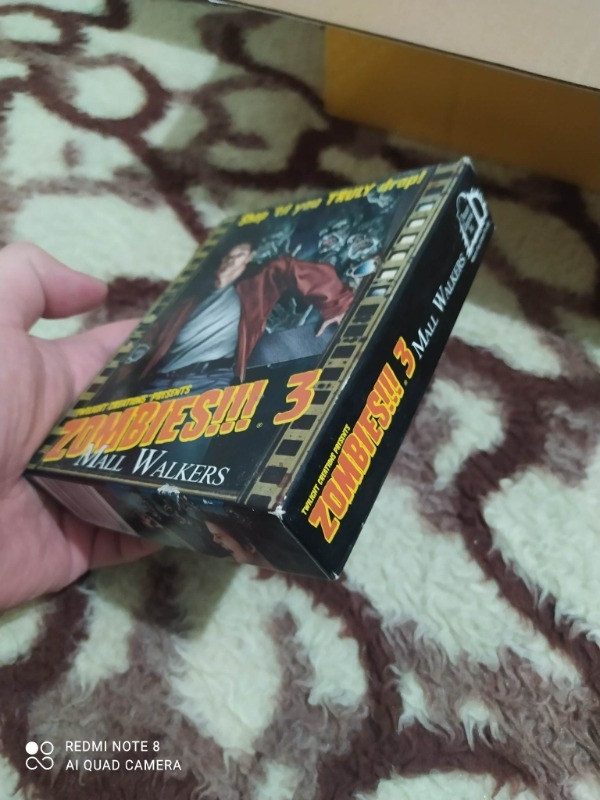 Shop 'til you TRULY drop!
TWILIGHT CREATIONS PRESENTS
ZOMBIES!!! 3
MALL WALKERS
TWILIGHT CREATIONS PRESENTS
ZOMBIES!!! 3
MALL WALKERS
REDMI NOTE 8
AI QUAD CAMERA